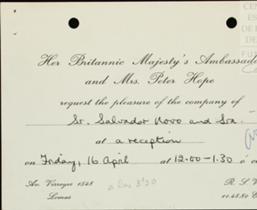 Her Britannic Majesty's Ambassado
and Mrs. Peter Hope
request the pleasure of the company of
Sr. Salvador Novo and Sra.
at a reception
on Friday, 16 April at 12.00-1.30 o
Av. Virreyes 1548
Lomas
R. S. V